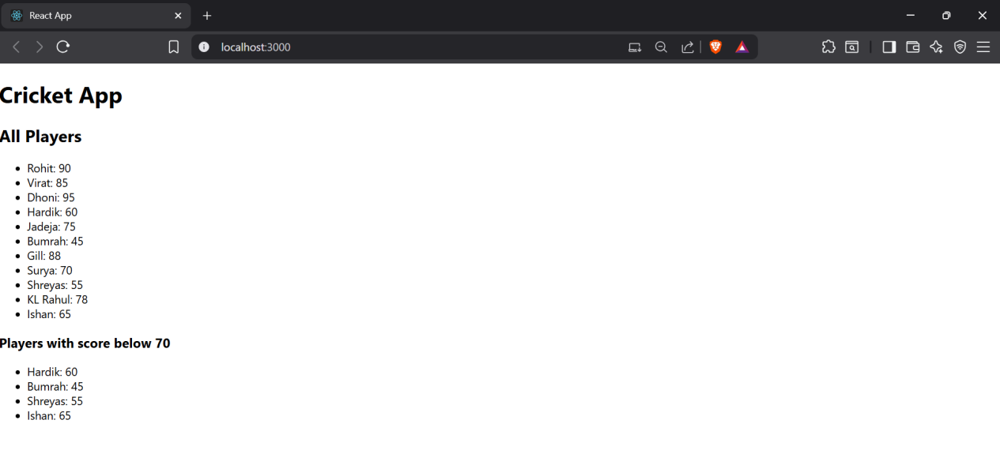 React App
localhost:3000
Cricket App
All Players
Rohit: 90
Virat: 85
Dhoni: 95
Hardik: 60
Jadeja: 75
Bumrah: 45
Gill: 88
Surya: 70
Shreyas: 55
KL Rahul: 78
Ishan: 65
Players with score below 70
Hardik: 60
Bumrah: 45
Shreyas: 55
Ishan: 65